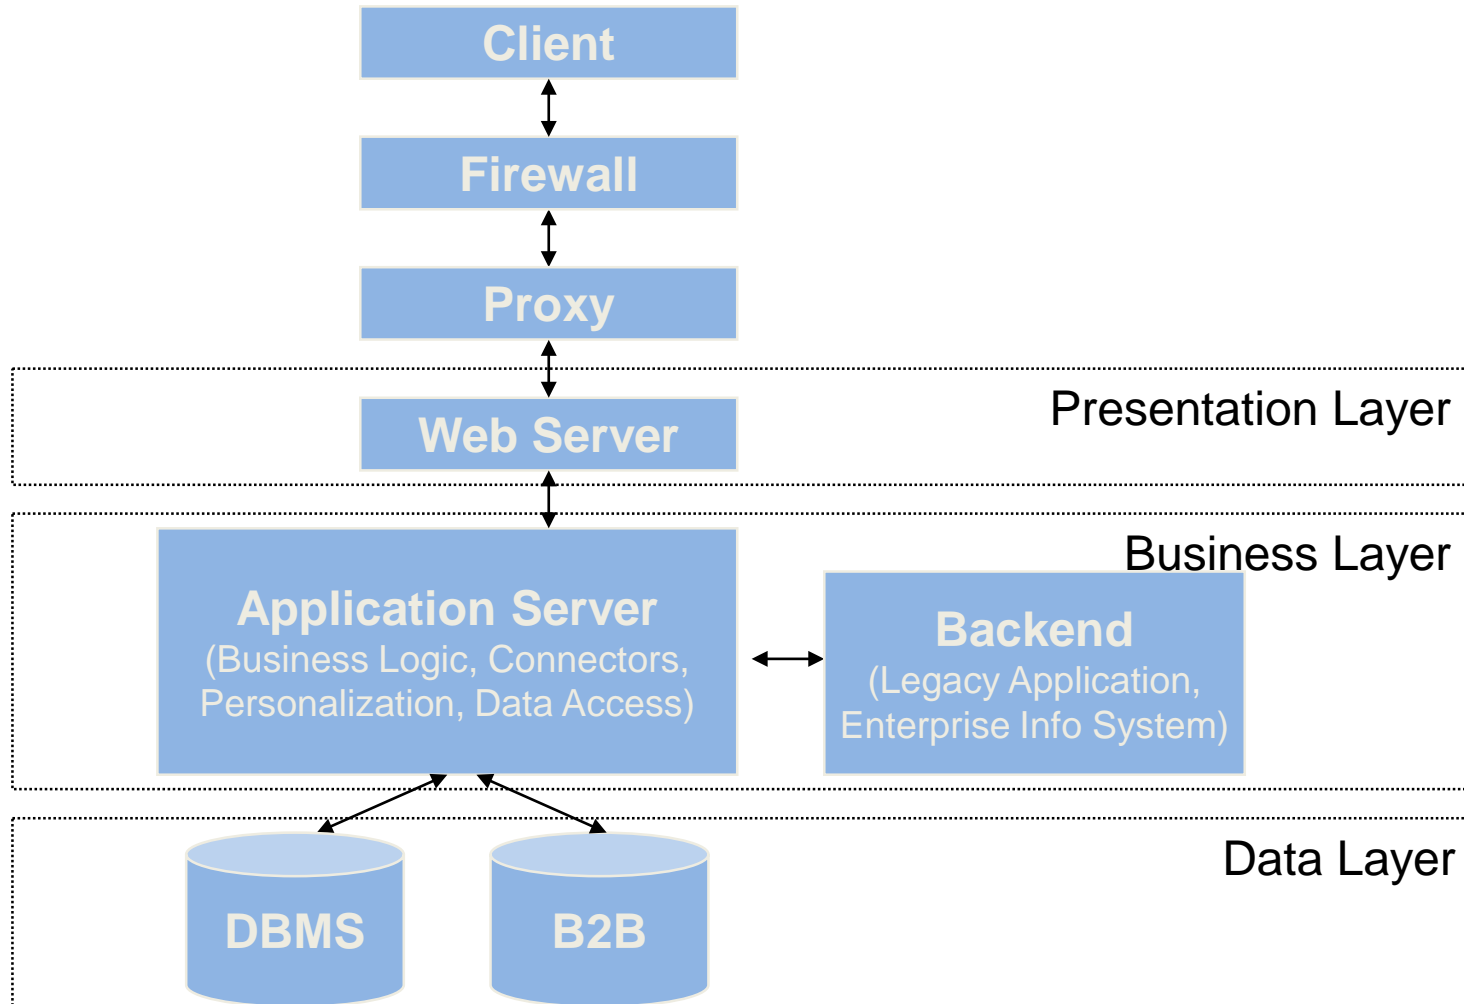 Client
Firewall
Proxy
Presentation Layer
Web Server
Business Layer
Application Server
(Business Logic, Connectors,
Personalization, Data Access)
Backend
(Legacy Application,
Enterprise Info System)
Data Layer
DBMS
B2B